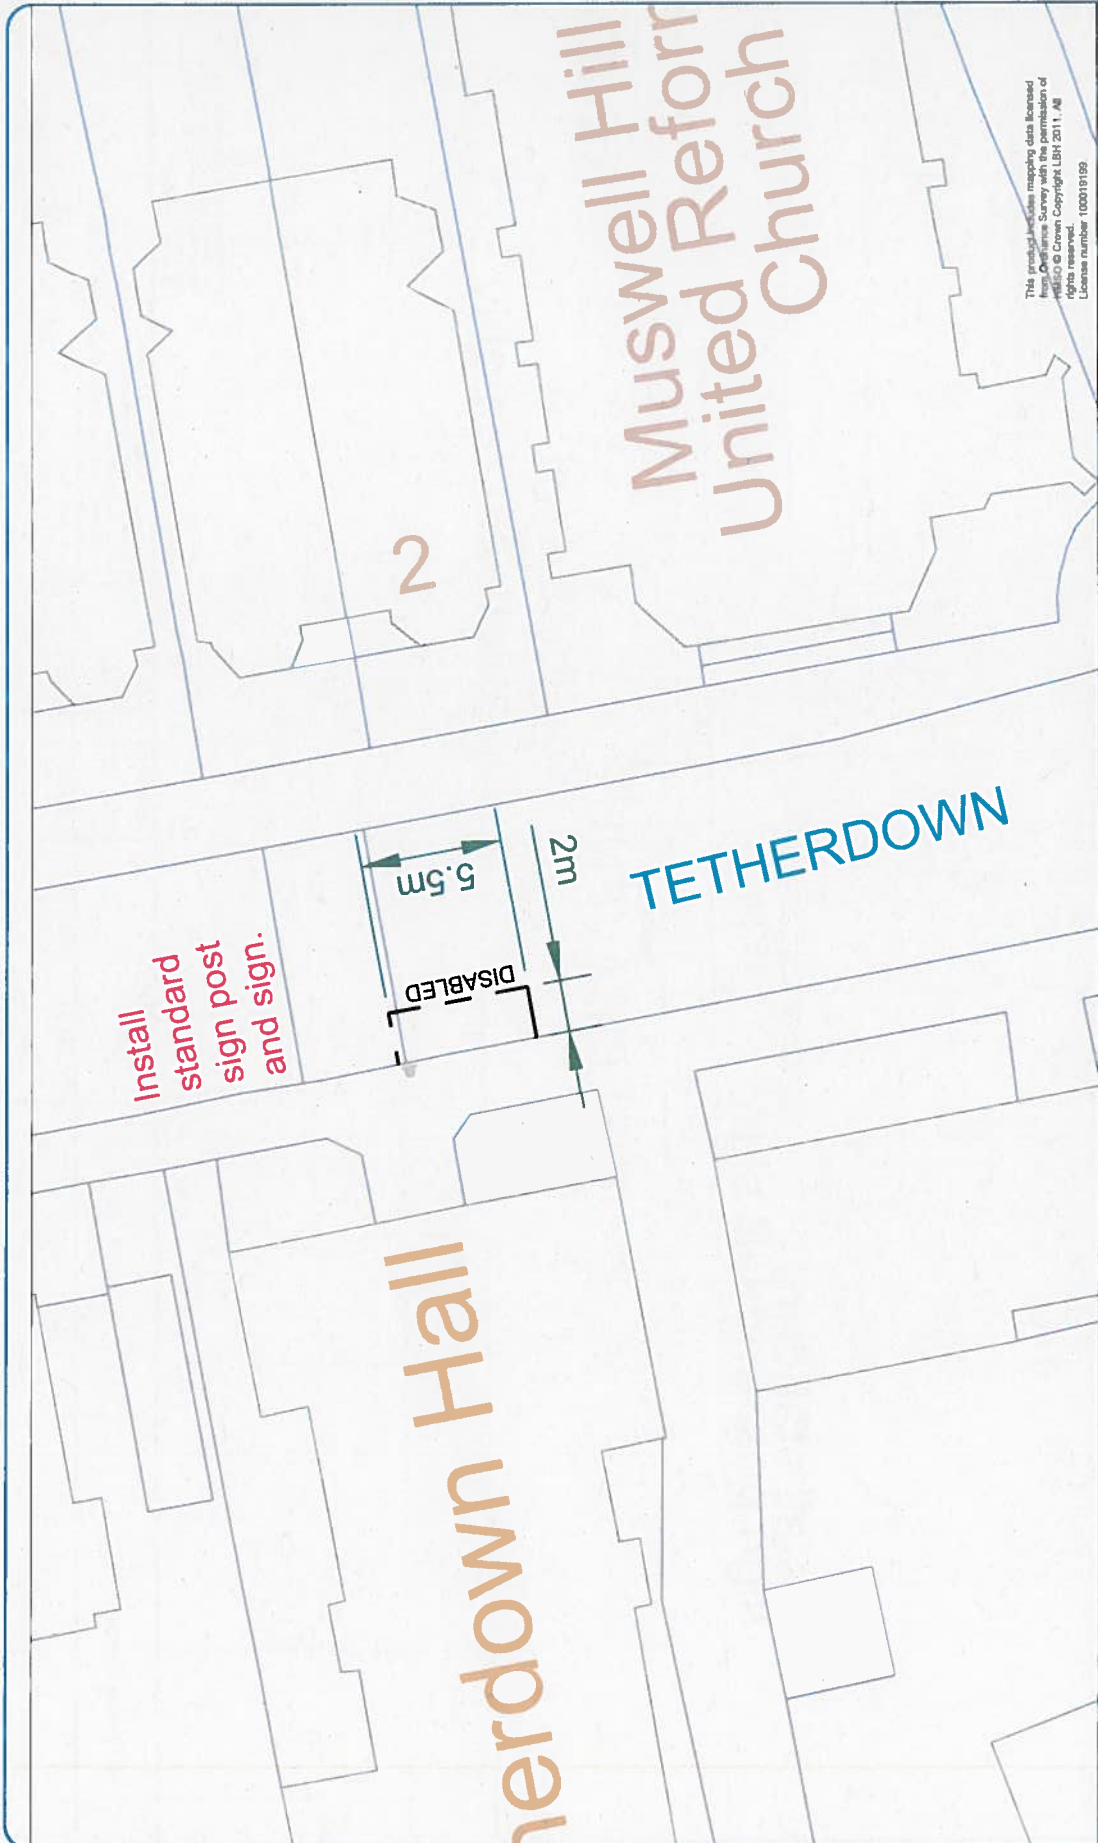 Muswell Hill
United Reform
Church
2
This product includes mapping data licensed
from Ordnance Survey with the permission of
HMSO © Crown Copyright LBH 2011. All
rights reserved.
License number 100019199
Install
standard
sign post
and sign.
5.5m
2m
DISABLED
TETHERDOWN
herdown Hall